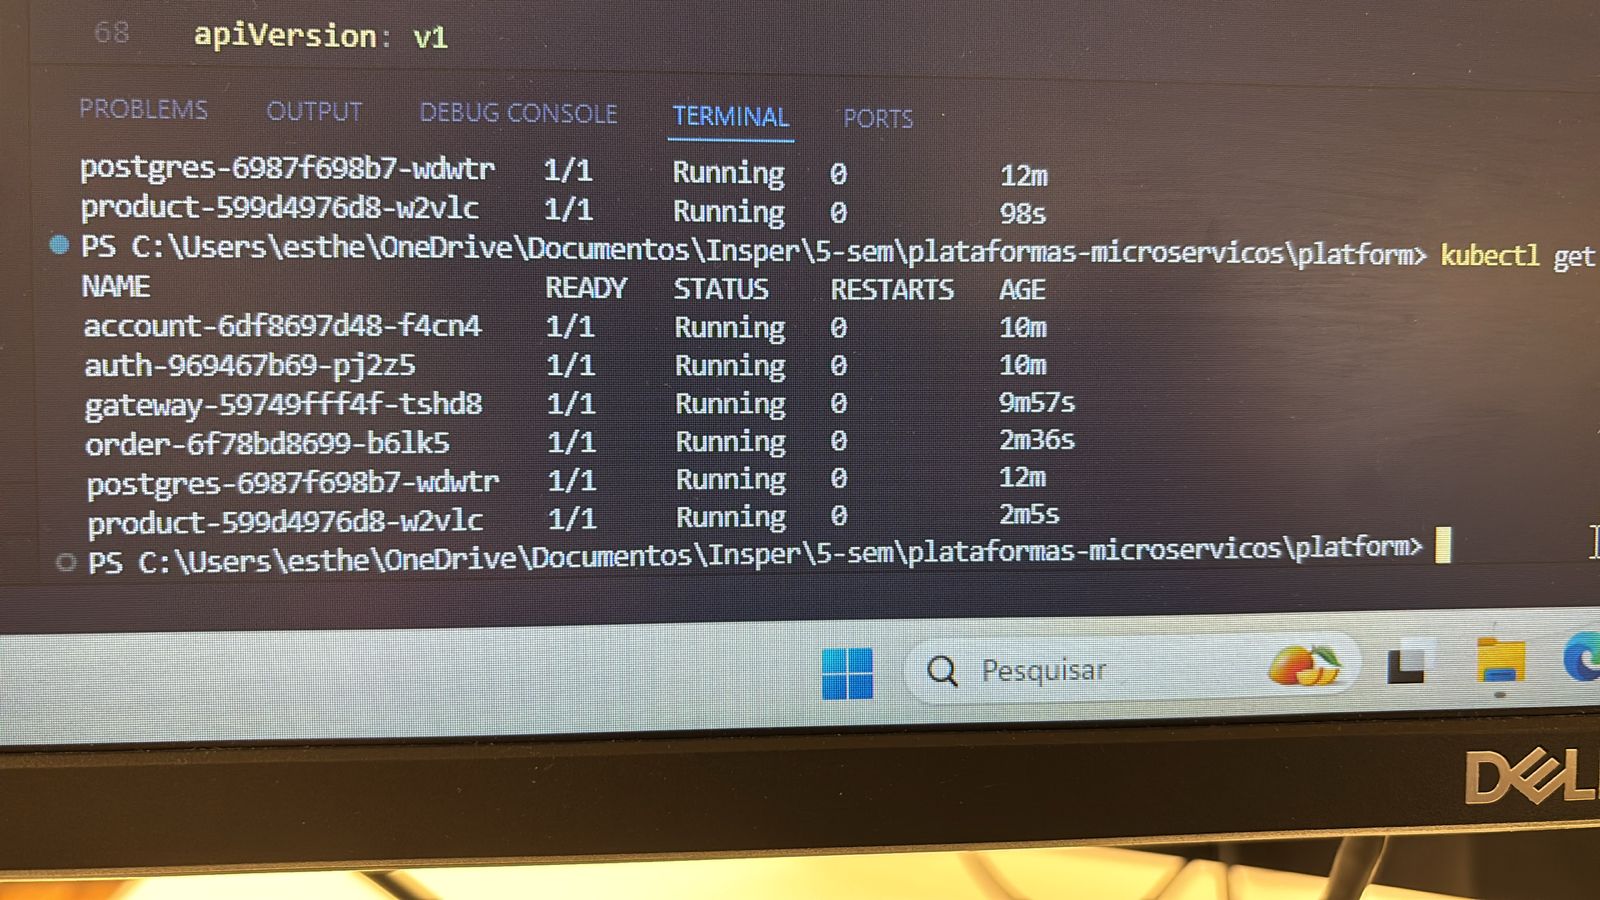 68 apiVersion: v1
PROBLEMS OUTPUT DEBUG CONSOLE TERMINAL PORTS
postgres-6987f698b7-wdwtr 1/1 Running 0 12m
product-599d4976d8-w2vlc 1/1 Running 0 98s
PS C:\Users\esthe\OneDrive\Documentos\Insper\5-sem\plataformas-microservicos\platform> kubectl get
NAME READY STATUS RESTARTS AGE
account-6df8697d48-f4cn4 1/1 Running 0 10m
auth-969467b69-pj2z5 1/1 Running 0 10m
gateway-59749fff4f-tshd8 1/1 Running 0 9m57s
order-6f78bd8699-b6lk5 1/1 Running 0 2m36s
postgres-6987f698b7-wdwtr 1/1 Running 0 12m
product-599d4976d8-w2vlc 1/1 Running 0 2m5s
PS C:\Users\esthe\OneDrive\Documentos\Insper\5-sem\plataformas-microservicos\platform>
Pesquisar
DELL